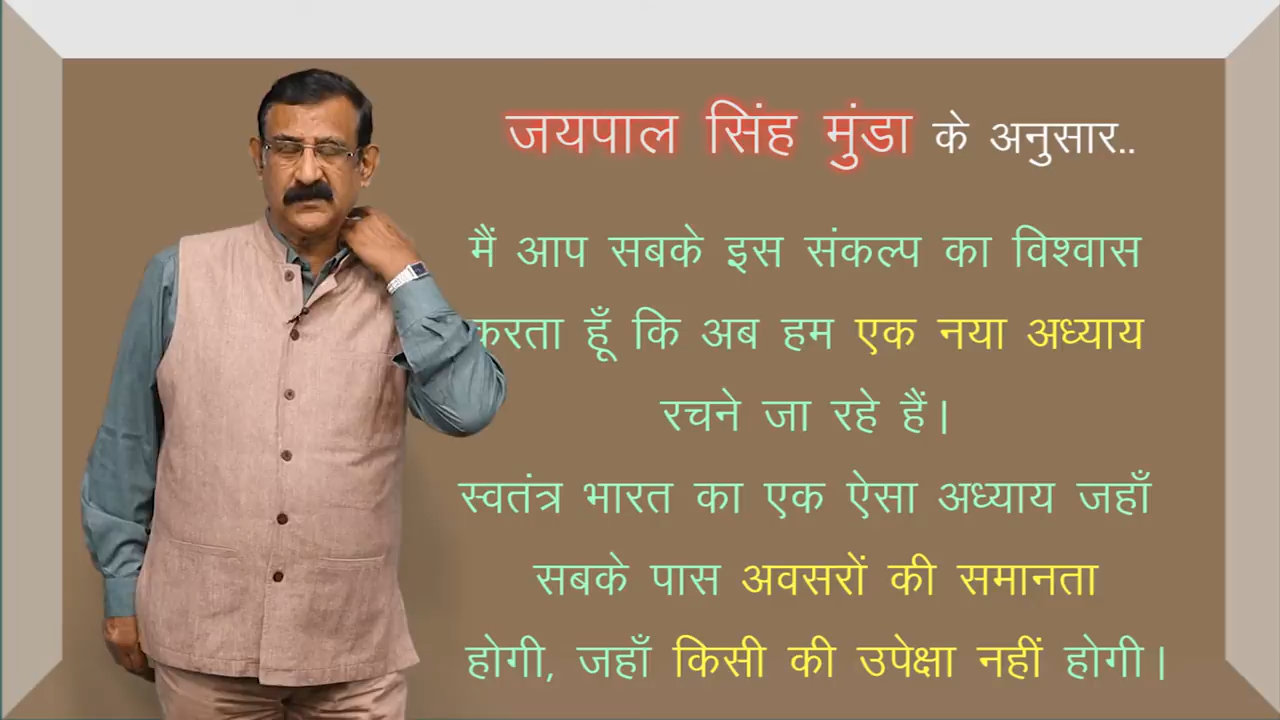 जयपाल सिंह मुंडा के अनुसार..
मैं आप सबके इस संकल्प का विश्वास
करता हूँ कि अब हम एक नया अध्याय
रचने जा रहे हैं।
स्वतंत्र भारत का एक ऐसा अध्याय जहाँ
सबके पास अवसरों की समानता
होगी, जहाँ किसी की उपेक्षा नहीं होगी।